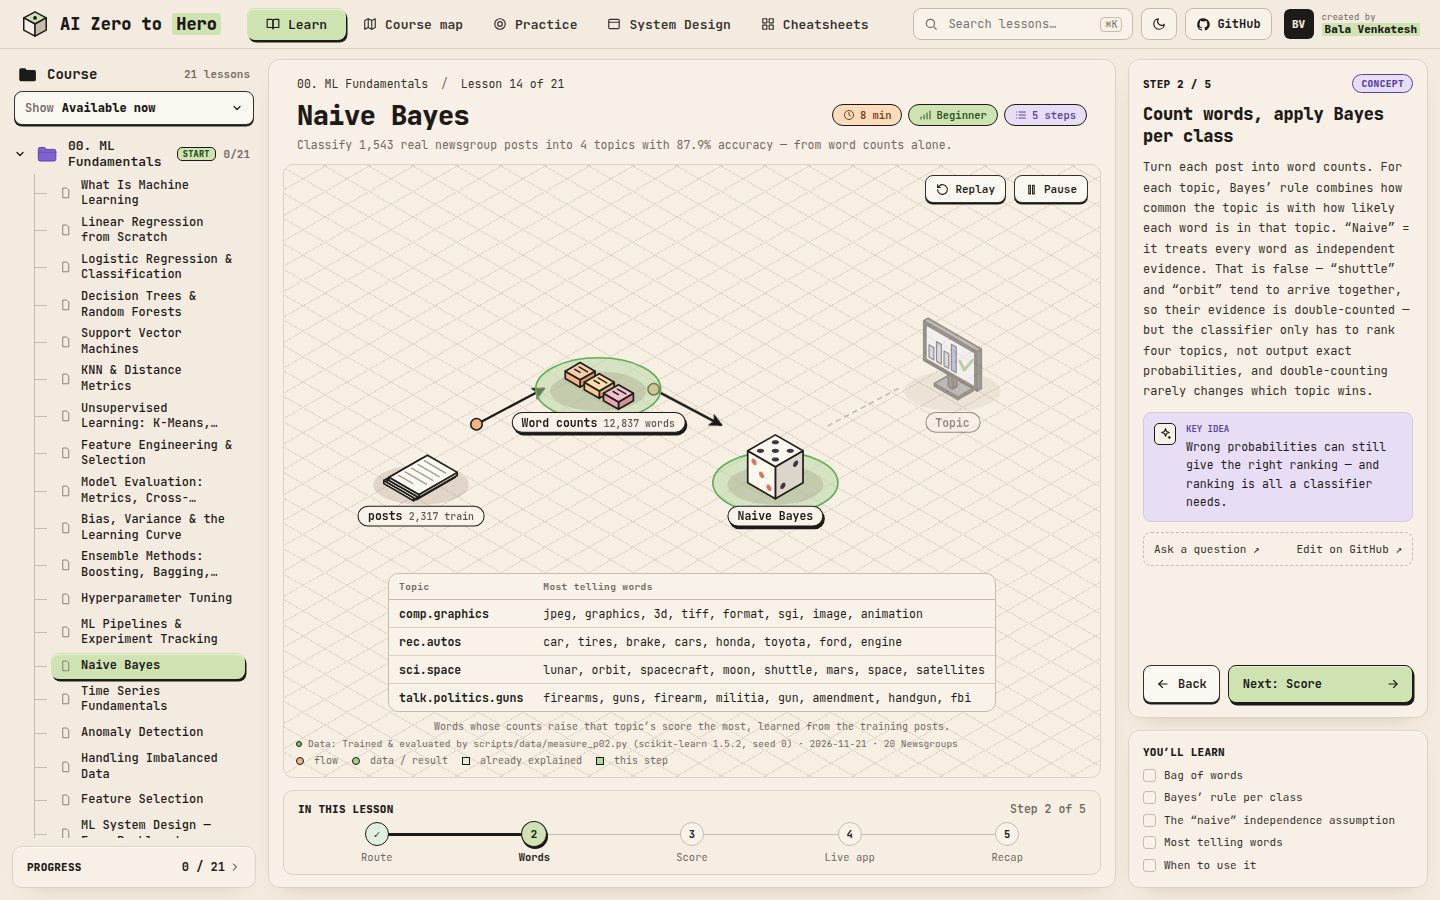 AI Zero to Hero
Learn
Course map
Practice
System Design
Cheatsheets
Search lessons…
⌘K
GitHub
BV
created by
Bala Venkatesh
Course
21 lessons
Show Available now
00. ML
Fundamentals
START
0/21
What Is Machine
Learning
Linear Regression
from Scratch
Logistic Regression &
Classification
Decision Trees &
Random Forests
Support Vector
Machines
KNN & Distance
Metrics
Unsupervised
Learning: K-Means,…
Feature Engineering &
Selection
Model Evaluation:
Metrics, Cross-…
Bias, Variance & the
Learning Curve
Ensemble Methods:
Boosting, Bagging,…
Hyperparameter Tuning
ML Pipelines &
Experiment Tracking
Naive Bayes
Time Series
Fundamentals
Anomaly Detection
Handling Imbalanced
Data
Feature Selection
ML System Design —
PROGRESS
0 / 21
00. ML Fundamentals / Lesson 14 of 21
Naive Bayes
8 min
Beginner
5 steps
Classify 1,543 real newsgroup posts into 4 topics with 87.9% accuracy — from word counts alone.
Replay
Pause
Word counts 12,837 words
Topic
posts 2,317 train
Naive Bayes
Topic
Most telling words
comp.graphics
jpeg, graphics, 3d, tiff, format, sgi, image, animation
rec.autos
car, tires, brake, cars, honda, toyota, ford, engine
sci.space
lunar, orbit, spacecraft, moon, shuttle, mars, space, satellites
talk.politics.guns
firearms, guns, firearm, militia, gun, amendment, handgun, fbi
Words whose counts raise that topic's score the most, learned from the training posts.
Data: Trained & evaluated by scripts/data/measure_p02.py (scikit-learn 1.5.2, seed 0) · 2026-11-21 · 20 Newsgroups
flow
data / result
already explained
this step
IN THIS LESSON
Step 2 of 5
✓
2
3
4
5
Route
Words
Score
Live app
Recap
STEP 2 / 5
CONCEPT
Count words, apply Bayes
per class
Turn each post into word counts. For
each topic, Bayes’ rule combines how
common the topic is with how likely
each word is in that topic. “Naive” =
it treats every word as independent
evidence. That is false — “shuttle”
and “orbit” tend to arrive together,
so their evidence is double-counted —
but the classifier only has to rank
four topics, not output exact
probabilities, and double-counting
rarely changes which topic wins.
KEY IDEA
Wrong probabilities can still
give the right ranking — and
ranking is all a classifier
needs.
Ask a question ↗
Edit on GitHub ↗
← Back
Next: Score →
YOU’LL LEARN
Bag of words
Bayes’ rule per class
The “naive” independence assumption
Most telling words
When to use it